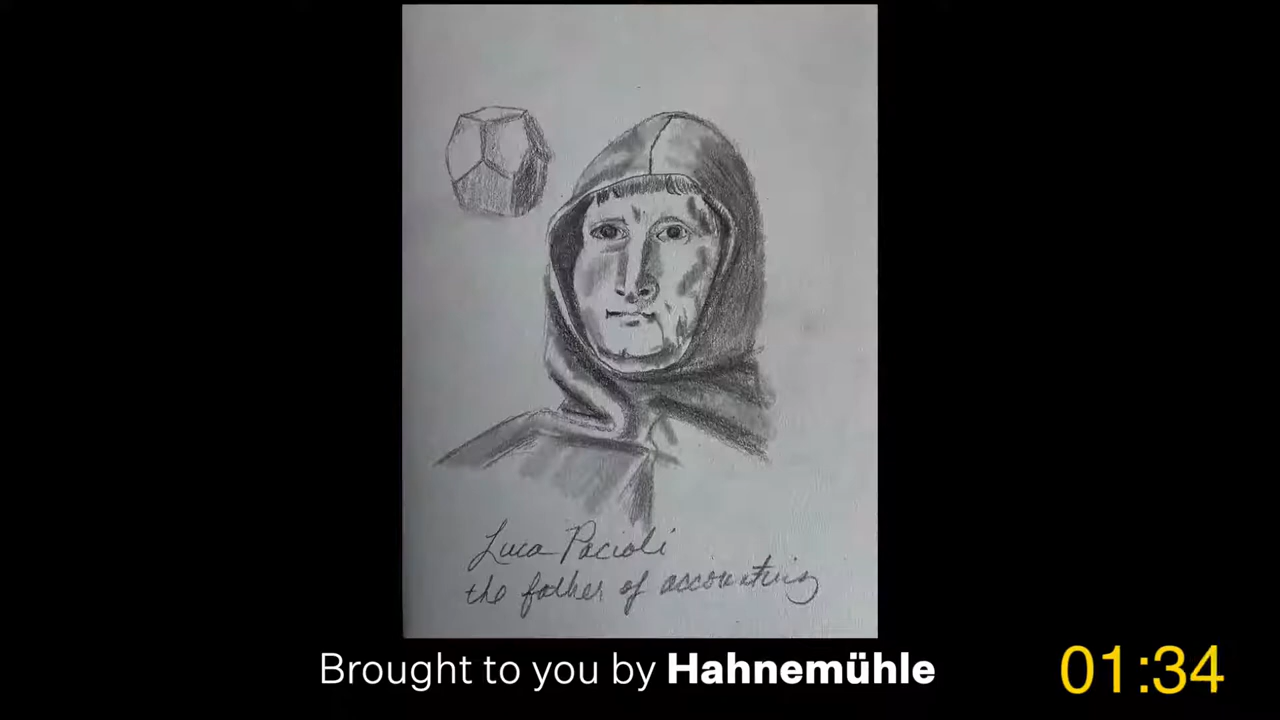 Luca Pacioli
the father of accounting
Brought to you by Hahnemühle
01:34